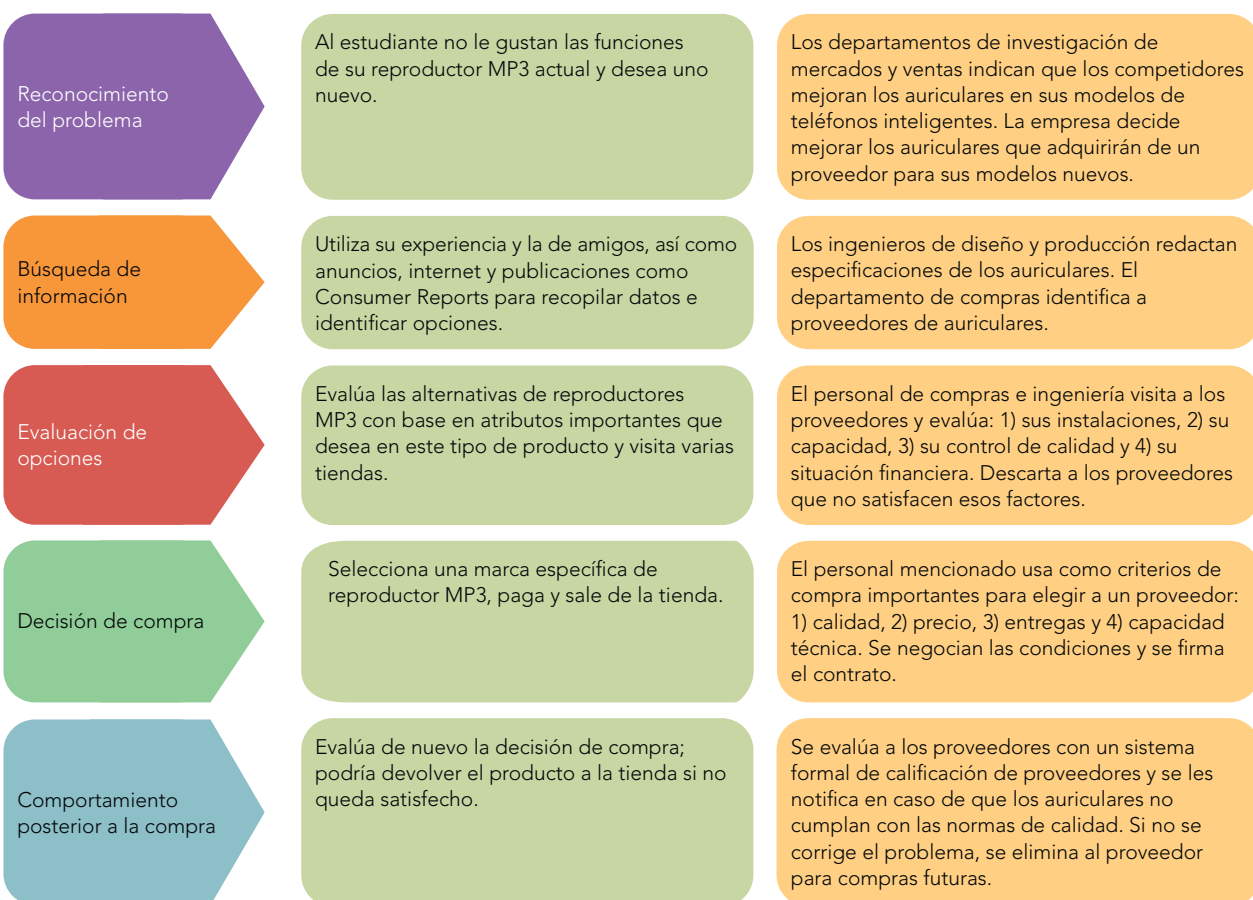 Reconocimiento
del problema
Al estudiante no le gustan las funciones
de su reproductor MP3 actual y desea uno
nuevo.
Los departamentos de investigación de
mercados y ventas indican que los competidores
mejoran los auriculares en sus modelos de
teléfonos inteligentes. La empresa decide
mejorar los auriculares que adquirirán de un
proveedor para sus modelos nuevos.
Búsqueda de
información
Utiliza su experiencia y la de amigos, así como
anuncios, internet y publicaciones como
Consumer Reports para recopilar datos e
identificar opciones.
Los ingenieros de diseño y producción redactan
especificaciones de los auriculares. El
departamento de compras identifica a
proveedores de auriculares.
Evaluación de
opciones
Evalúa las alternativas de reproductores
MP3 con base en atributos importantes que
desea en este tipo de producto y visita varias
tiendas.
El personal de compras e ingeniería visita a los
proveedores y evalúa: 1) sus instalaciones, 2) su
capacidad, 3) su control de calidad y 4) su
situación financiera. Descarta a los proveedores
que no satisfacen esos factores.
Decisión de compra
Selecciona una marca específica de
reproductor MP3, paga y sale de la tienda.
El personal mencionado usa como criterios de
compra importantes para elegir a un proveedor:
1) calidad, 2) precio, 3) entregas y 4) capacidad
técnica. Se negocian las condiciones y se firma
el contrato.
Comportamiento
posterior a la compra
Evalúa de nuevo la decisión de compra;
podría devolver el producto a la tienda si no
queda satisfecho.
Se evalúa a los proveedores con un sistema
formal de calificación de proveedores y se les
notifica en caso de que los auriculares no
cumplan con las normas de calidad. Si no se
corrige el problema, se elimina al proveedor
para compras futuras.